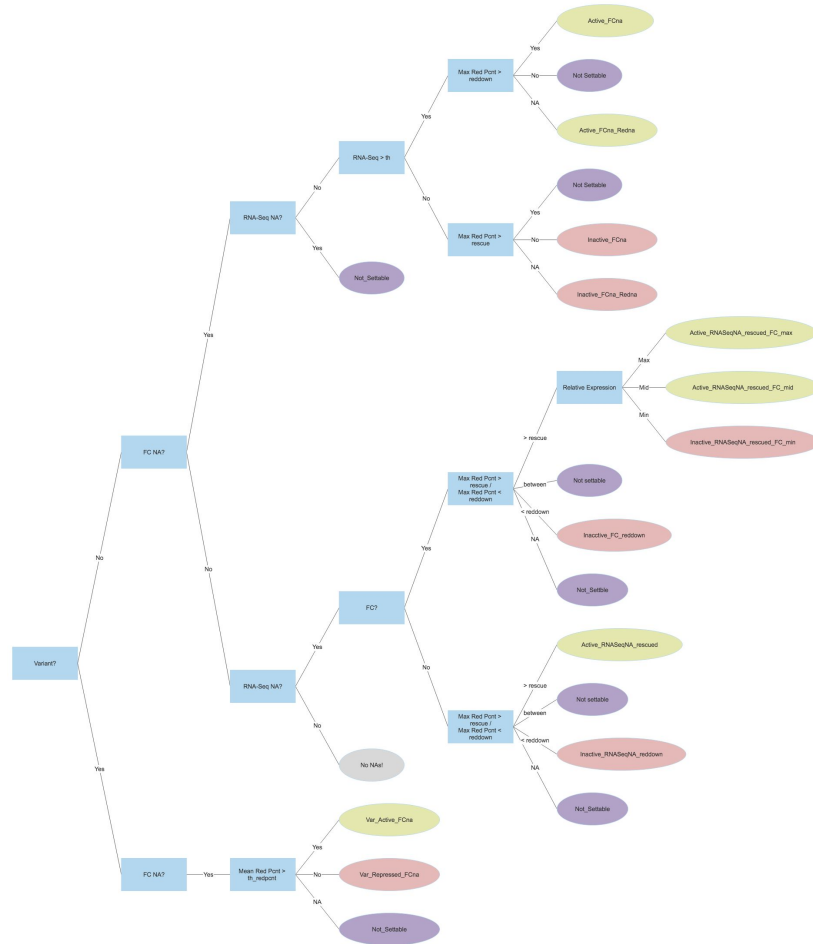 Active_FCna
Yes
Max Red Pcnt >
reddown
No
Not Settable
NA
Active_FCna_Redna
Yes
RNA-Seq > th
No
No
Not Settable
Yes
Max Red Pcnt >
rescue
No
Inactive_FCna
NA
Inactive_FCna_Redna
RNA-Seq NA?
Yes
Not_Settable
Yes
Active_RNASeqNA_rescued_FC_max
Max
Relative Expression
Mid
Active_RNASeqNA_rescued_FC_mid
Min
Inactive_RNASeqNA_rescued_FC_min
> rescue
FC NA?
Max Red Pcnt >
rescue /
Max Red Pcnt <
reddown
between
Not settable
< reddown
Inacctive_FC_reddown
NA
Not_Settble
Yes
No
No
FC?
Yes
No
Active_RNASeqNA_rescued
> rescue
Variant?
RNA-Seq NA?
Max Red Pcnt >
rescue /
Max Red Pcnt <
reddown
between
Not settable
< reddown
Inactive_RNASeqNA_reddown
NA
Not_Settable
No
No NAs!
Yes
Var_Active_FCna
Yes
FC NA?
Yes
Mean Red Pcnt >
th_redpcnt
No
Var_Repressed_FCna
NA
Not_Settable